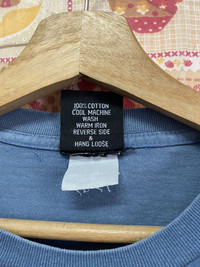 100% COTTON
COOL MACHINE
WASH
WARM IRON
REVERSE SIDE
&
HANG LOOSE